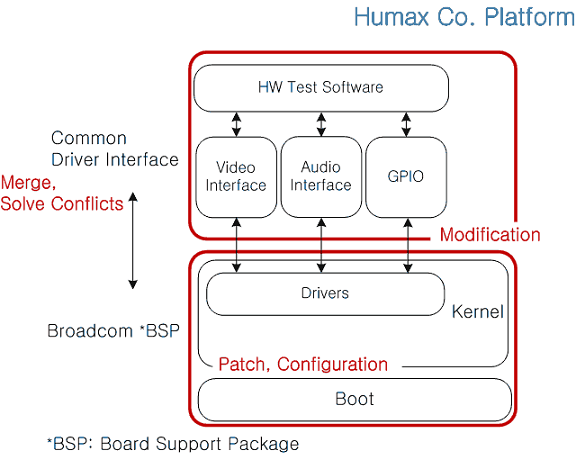 Humax Co. Platform
HW Test Software
Common
Driver Interface
Merge,
Solve Conflicts
Video
Interface
Audio
Interface
GPIO
Modification
Drivers
Kernel
Broadcom *BSP
Patch, Configuration
Boot
*BSP: Board Support Package